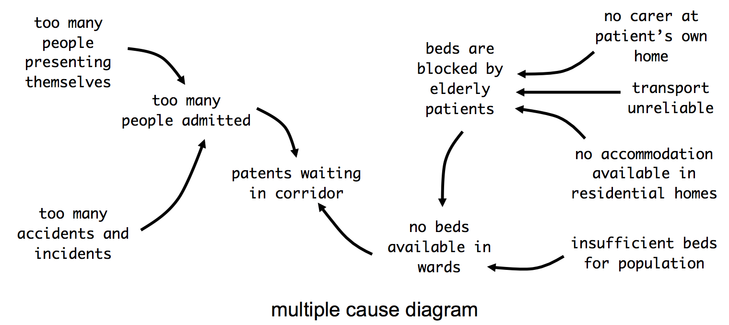 too many
people
presenting
themselves
too many
people admitted
too many
accidents and
incidents
patents waiting
in corridor
beds are
blocked by
elderly
patients
no beds
available in
wards
no carer at
patient’s own
home
transport
unreliable
no accommodation
available in
residential homes
insufficient beds
for population
multiple cause diagram